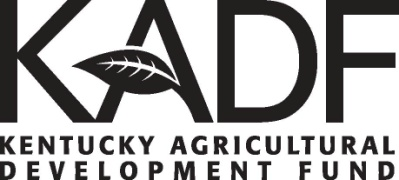 KADF
KENTUCKY AGRICULTURAL
DEVELOPMENT FUND